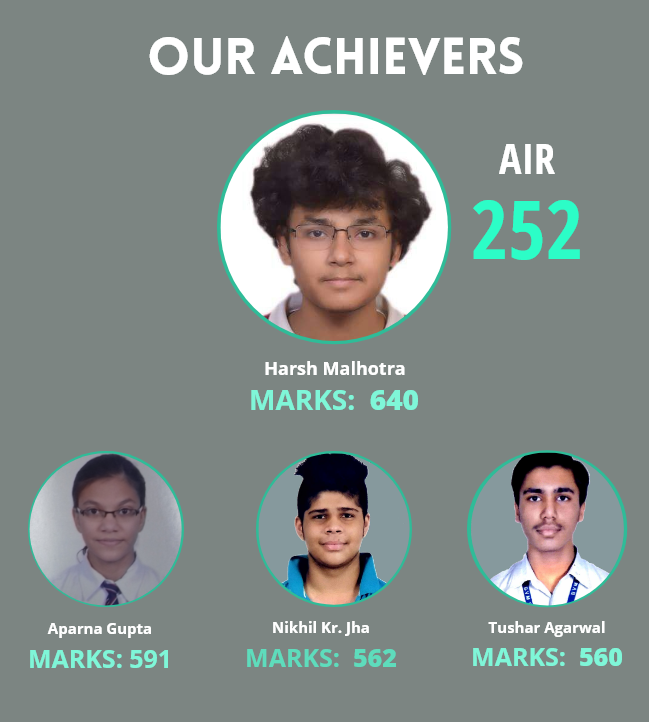 OUR ACHIEVERS
AIR
252
Harsh Malhotra
MARKS: 640
Aparna Gupta
MARKS: 591
Nikhil Kr. Jha
MARKS: 562
Tushar Agarwal
MARKS: 560